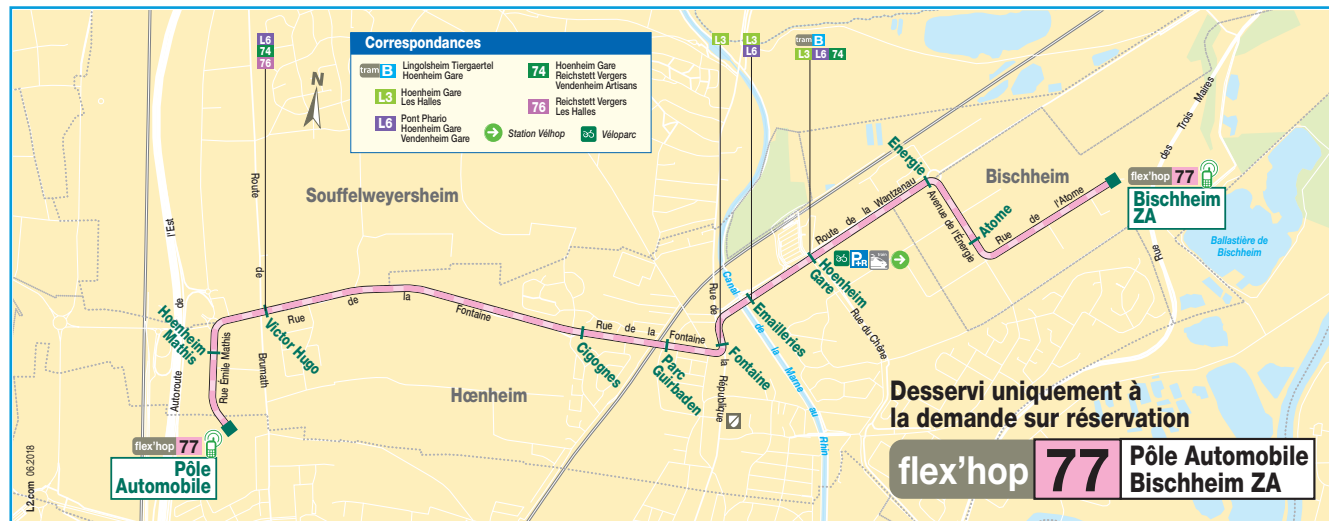 L6
74
76
Correspondances
tram B
Lingolsheim Tiergaertel
Hoenheim Gare
L3
Hoenheim Gare
Les Halles
L6
Pont Phario
Hoenheim Gare
Vendenheim Gare
74
Hoenheim Gare
Reichstett Vergers
Vendenheim Artisans
76
Reichstett Vergers
Les Halles
Station Vélhop
Véloparc
N
L3
L3
L6
tram B
L3 L6 74
Souffelweyersheim
Hœnheim
Bischheim
Autoroute de l'Est
Route de Brumath
Rue Émile Mathis
Rue de la Fontaine
Rue de la Fontaine
Rue de la République
Canal de la Marne au Rhin
Route de la Wantzenau
Rue du Chêne
Avenue de l'Énergie
Rue de l'Atome
Rue des Trois Maires
Ballastière de
Bischheim
flex'hop 77
Pôle
Automobile
Hoenheim
Mathis
Victor Hugo
Cigognes
Parc
Guirbaden
Fontaine
Emailleries
Hoenheim
Gare
P+R
tram
Energie
Atome
flex'hop 77
Bischheim
ZA
Desservi uniquement à
la demande sur réservation
flex'hop 77 Pôle Automobile
Bischheim ZA
L2.com 06.2018